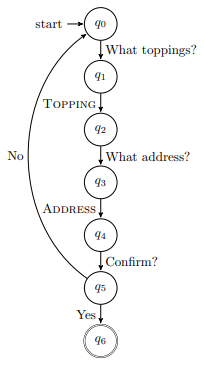 start
q0
What toppings?
q1
TOPPING
q2
What address?
No
q3
ADDRESS
q4
Confirm?
q5
Yes
q6